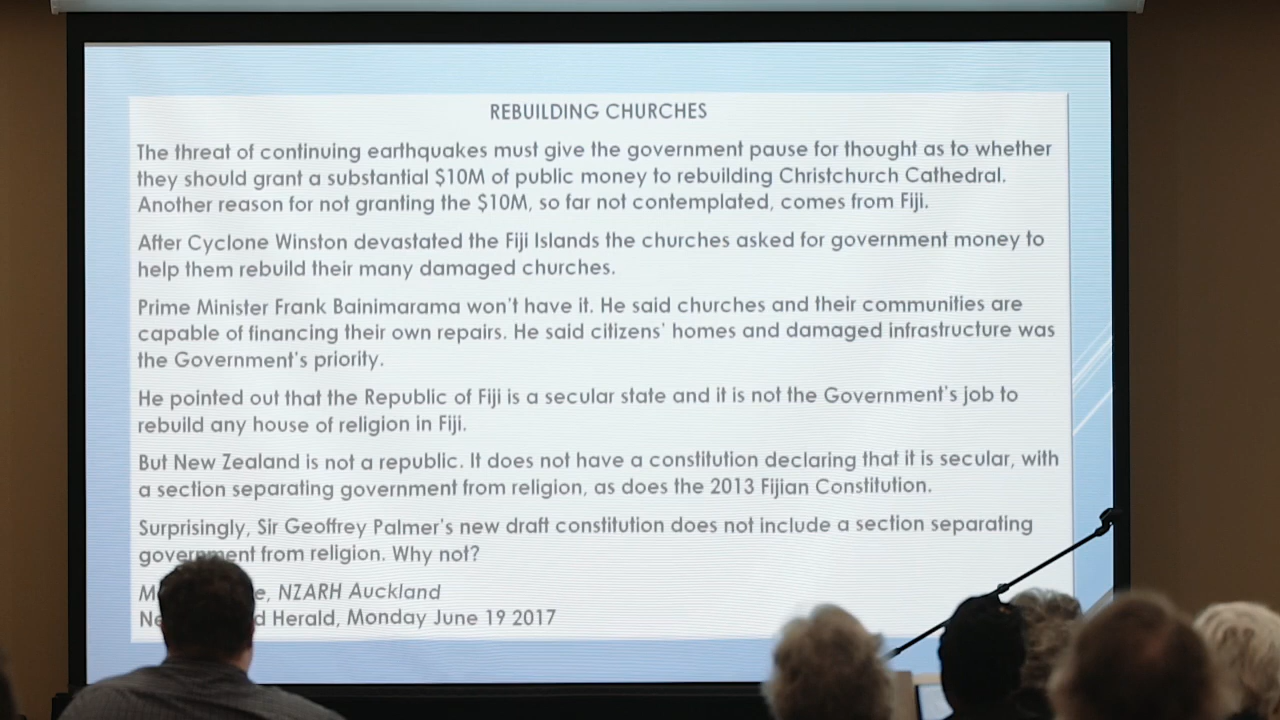 REBUILDING CHURCHES
The threat of continuing earthquakes must give the government pause for thought as to whether
they should grant a substantial $10M of public money to rebuilding Christchurch Cathedral.
Another reason for not granting the $10M, so far not contemplated, comes from Fiji.
After Cyclone Winston devastated the Fiji Islands the churches asked for government money to
help them rebuild their many damaged churches.
Prime Minister Frank Bainimarama won't have it. He said churches and their communities are
capable of financing their own repairs. He said citizens' homes and damaged infrastructure was
the Government's priority.
He pointed out that the Republic of Fiji is a secular state and it is not the Government's job to
rebuild any house of religion in Fiji.
But New Zealand is not a republic. It does not have a constitution declaring that it is secular, with
a section separating government from religion, as does the 2013 Fijian Constitution.
Surprisingly, Sir Geoffrey Palmer's new draft constitution does not include a section separating
government from religion. Why not?
NZARH Auckland
Herald, Monday June 19 2017